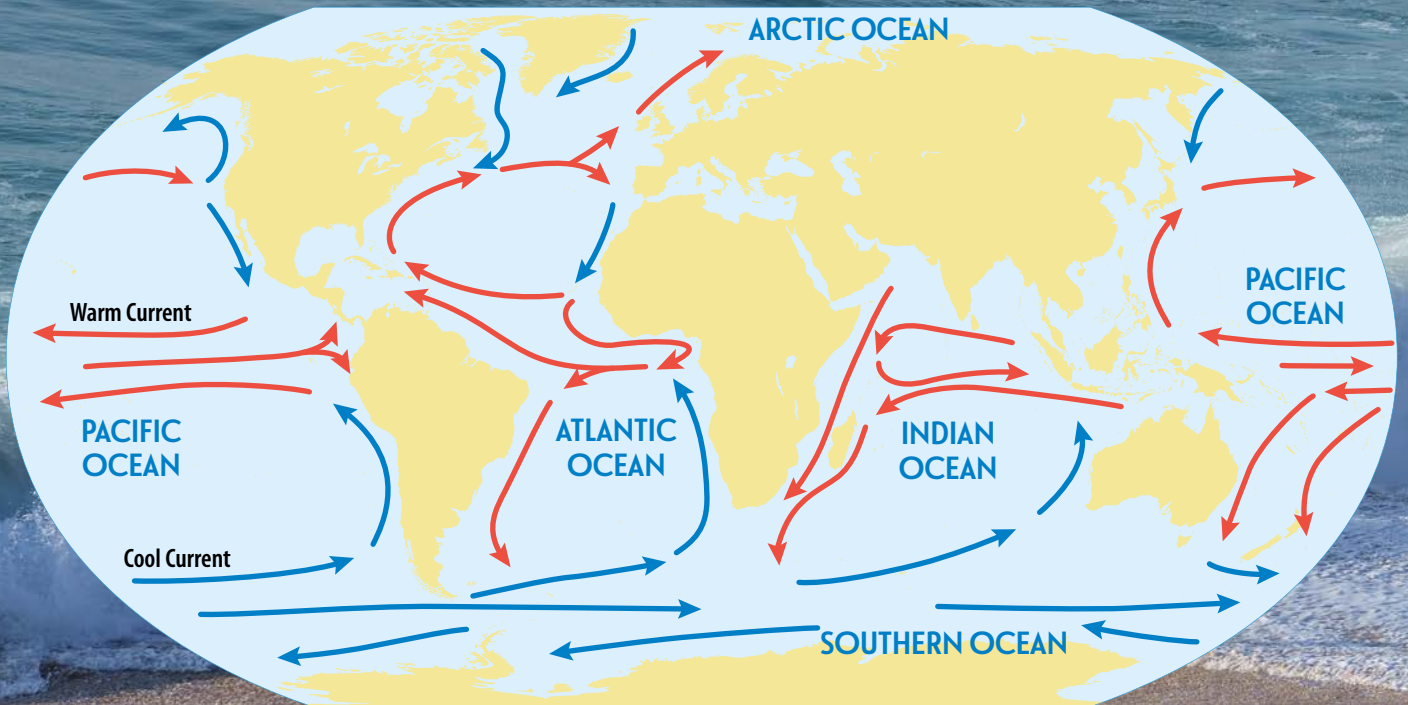 ARCTIC OCEAN
PACIFIC
OCEAN
Warm Current
PACIFIC
OCEAN
ATLANTIC
OCEAN
INDIAN
OCEAN
Cool Current
SOUTHERN OCEAN